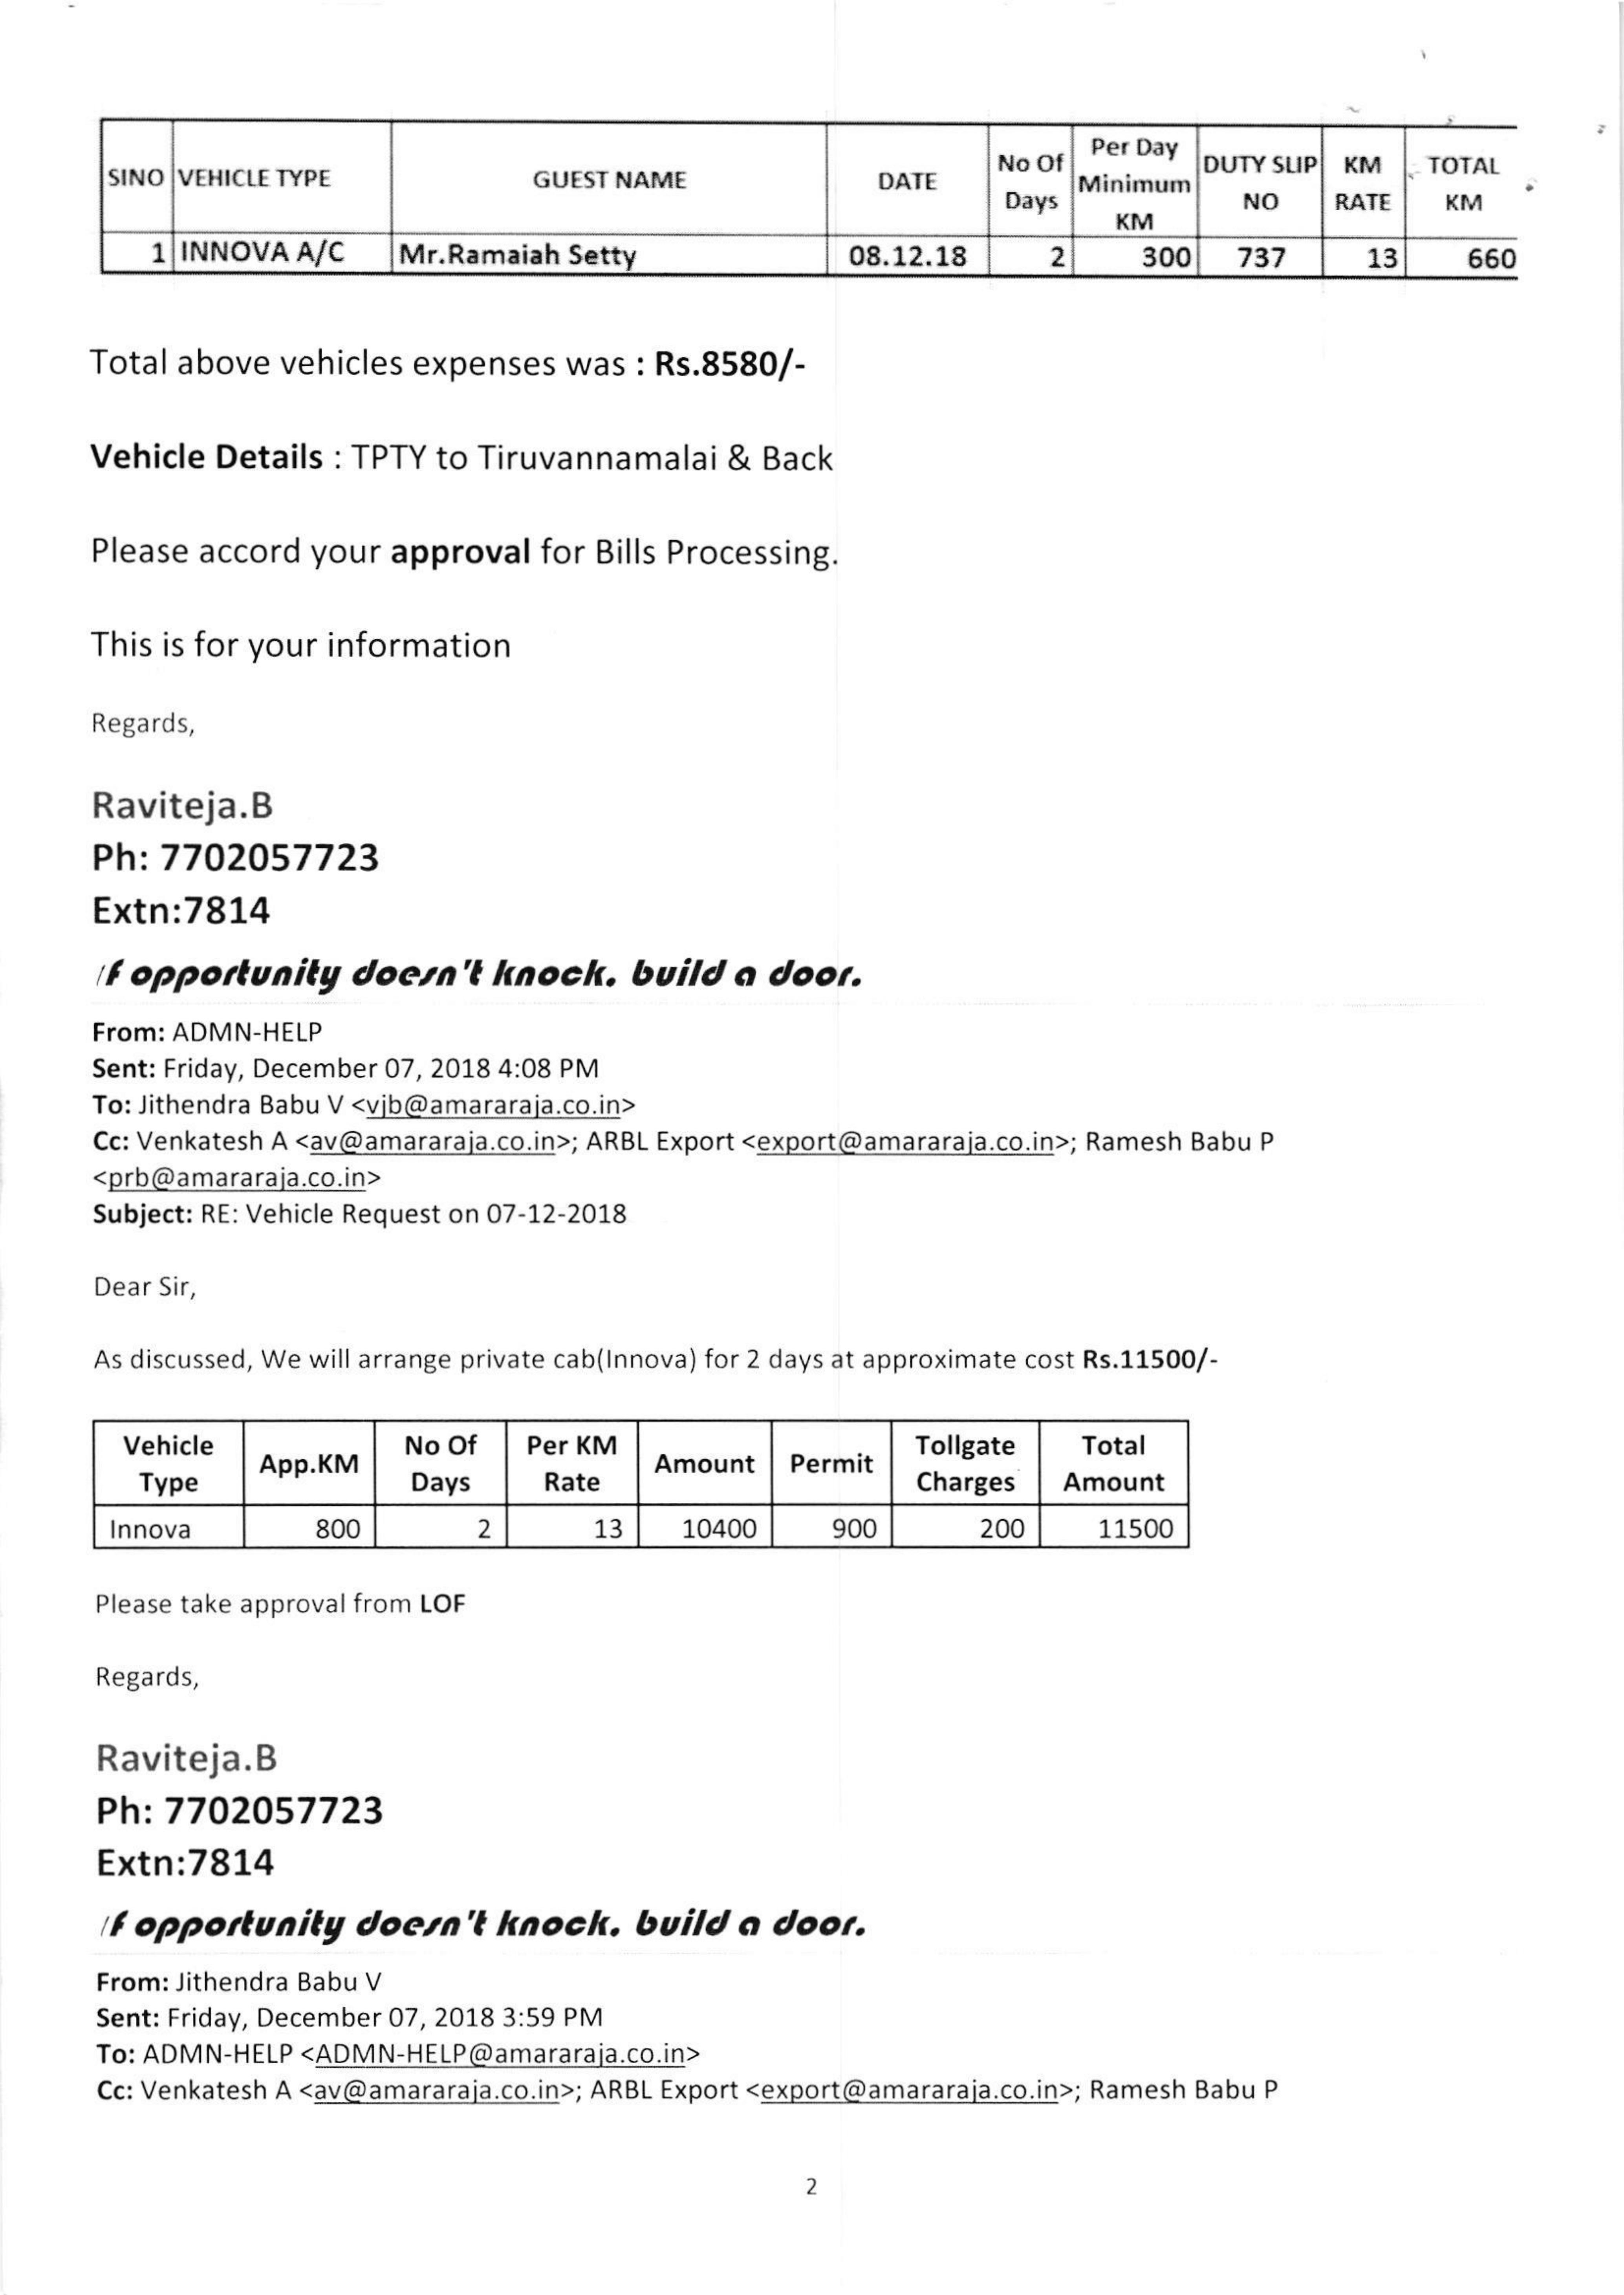 SINO VEHICLE TYPE GUEST NAME DATE No Of Days Per Day Minimum KM DUTY SLIP NO KM RATE TOTAL KM
1 INNOVA A/C Mr.Ramaiah Setty 08.12.18 2 300 737 13 660
Total above vehicles expenses was : Rs.8580/-
Vehicle Details : TPTY to Tiruvannamalai & Back
Please accord your approval for Bills Processing.
This is for your information
Regards,
Raviteja.B
Ph: 7702057723
Extn:7814
If opportunity doesn't knock. build a door.
From: ADMN-HELP
Sent: Friday, December 07, 2018 4:08 PM
To: Jithendra Babu V <vjb@amararaja.co.in>
Cc: Venkatesh A <av@amararaja.co.in>; ARBL Export <export@amararaja.co.in>; Ramesh Babu P
<prb@amararaja.co.in>
Subject: RE: Vehicle Request on 07-12-2018
Dear Sir,
As discussed, We will arrange private cab(Innova) for 2 days at approximate cost Rs.11500/-
Vehicle Type App.KM No Of Days Per KM Rate Amount Permit Tollgate Charges Total Amount
Innova 800 2 13 10400 900 200 11500
Please take approval from LOF
Regards,
Raviteja.B
Ph: 7702057723
Extn:7814
If opportunity doesn't knock. build a door.
From: Jithendra Babu V
Sent: Friday, December 07, 2018 3:59 PM
To: ADMN-HELP <ADMN-HELP@amararaja.co.in>
Cc: Venkatesh A <av@amararaja.co.in>; ARBL Export <export@amararaja.co.in>; Ramesh Babu P
2